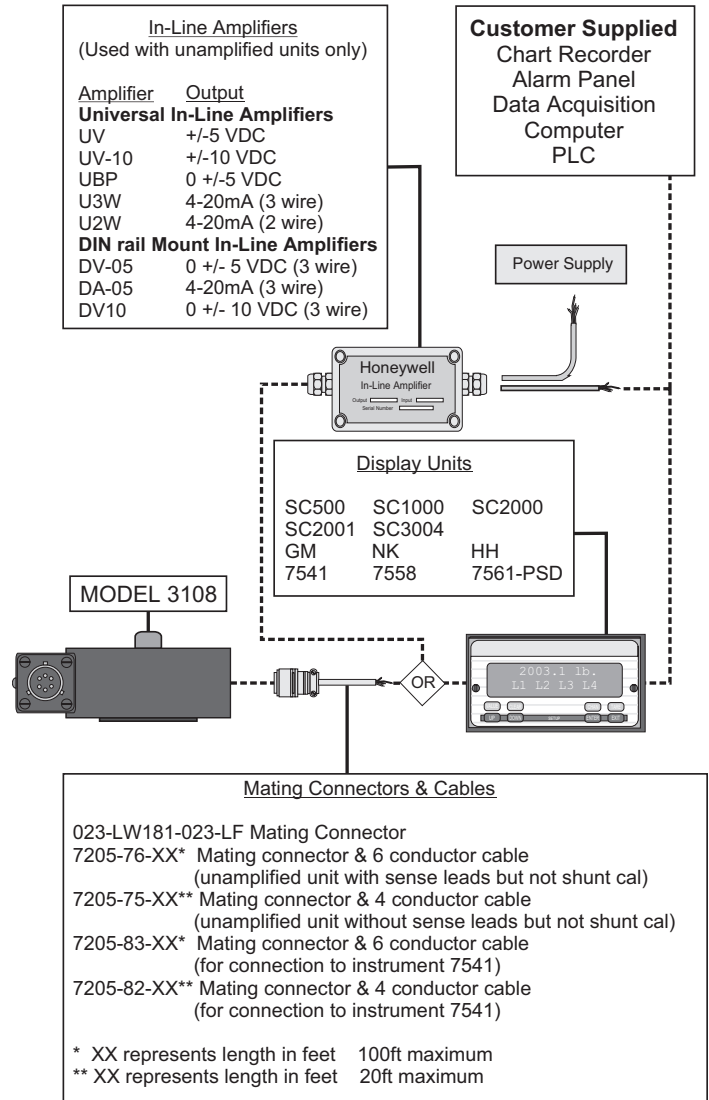 In-Line Amplifiers
(Used with unamplified units only)
Amplifier Output
Universal In-Line Amplifiers
UV +/-5 VDC
UV-10 +/-10 VDC
UBP 0 +/-5 VDC
U3W 4-20mA (3 wire)
U2W 4-20mA (2 wire)
DIN rail Mount In-Line Amplifiers
DV-05 0 +/- 5 VDC (3 wire)
DA-05 4-20mA (3 wire)
DV10 0 +/- 10 VDC (3 wire)
Customer Supplied
Chart Recorder
Alarm Panel
Data Acquisition
Computer
PLC
Power Supply
Honeywell
In-Line Amplifier
Output Input
Serial Number
Display Units
SC500 SC1000 SC2000
SC2001 SC3004
GM NK HH
7541 7558 7561-PSD
MODEL 3108
OR
2003.1 lb.
L1 L2 L3 L4
UP DOWN SETUP ENTER EXIT
Mating Connectors & Cables
023-LW181-023-LF Mating Connector
7205-76-XX* Mating connector & 6 conductor cable
(unamplified unit with sense leads but not shunt cal)
7205-75-XX** Mating connector & 4 conductor cable
(unamplified unit without sense leads but not shunt cal)
7205-83-XX* Mating connector & 6 conductor cable
(for connection to instrument 7541)
7205-82-XX** Mating connector & 4 conductor cable
(for connection to instrument 7541)
* XX represents length in feet 100ft maximum
** XX represents length in feet 20ft maximum